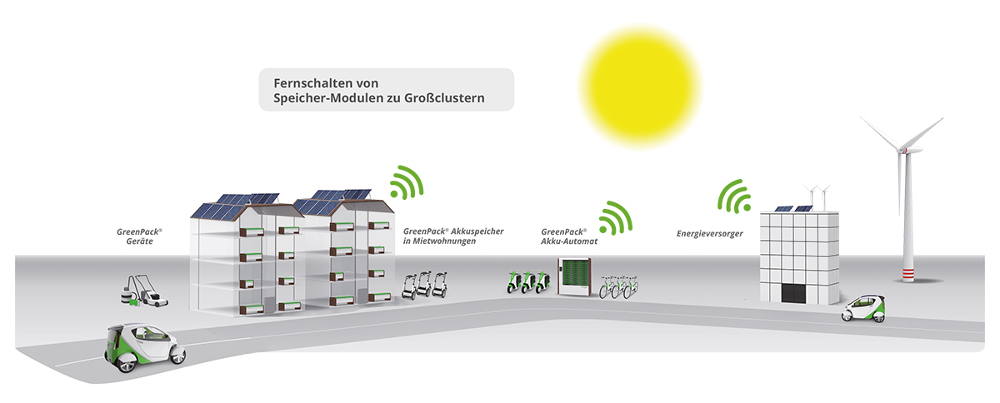 Fernschalten von
Speicher-Modulen zu Großclustern
GreenPack®
Geräte
GreenPack® Akkuspeicher
in Mietwohnungen
GreenPack®
Akku-Automat
Energieversorger